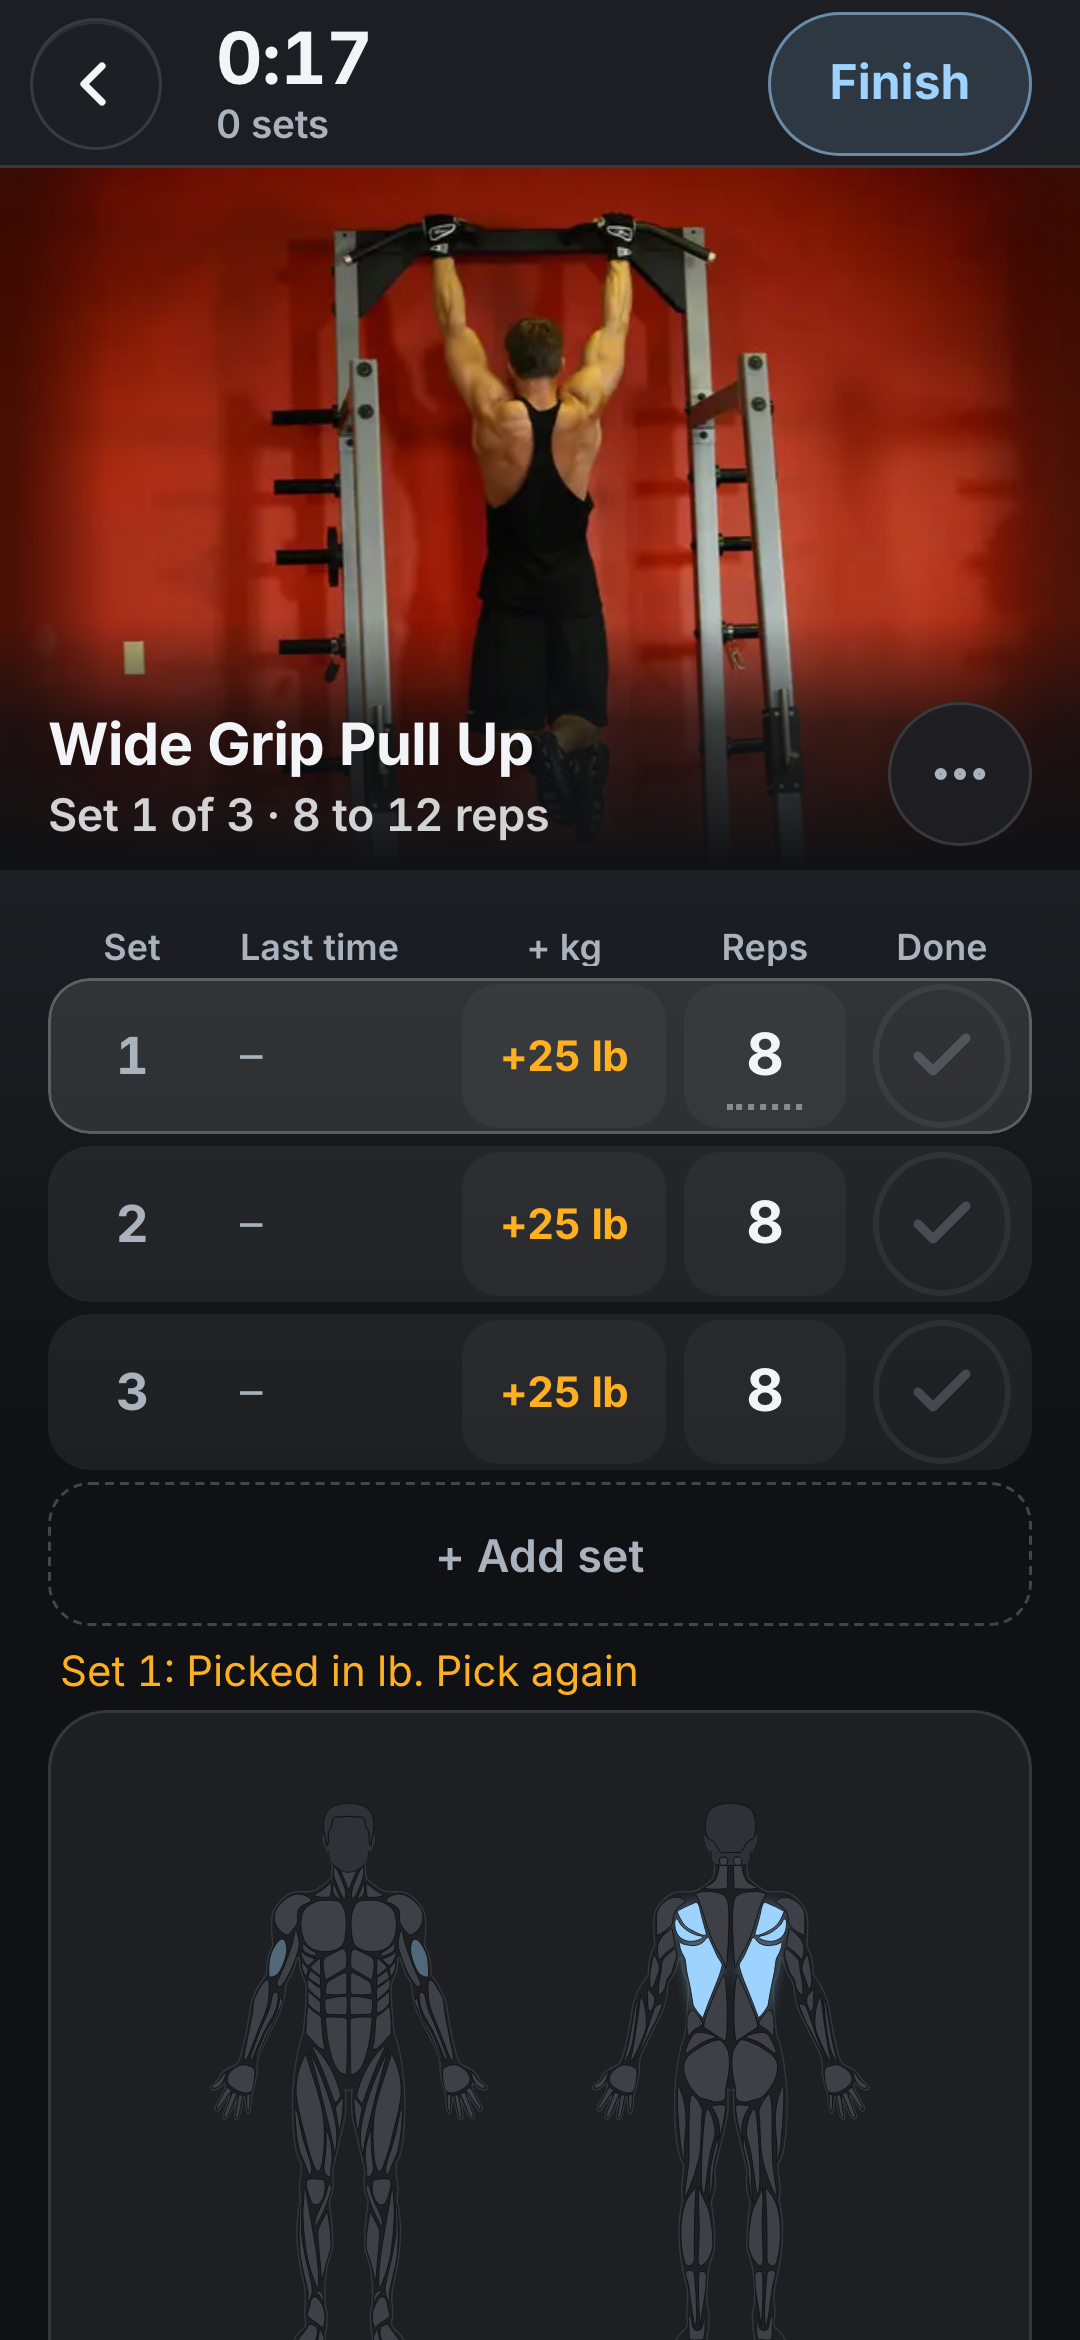 0:17
0 sets
Finish
Wide Grip Pull Up
Set 1 of 3 · 8 to 12 reps
Set Last time + kg Reps Done
1 – +25 lb 8
2 – +25 lb 8
3 – +25 lb 8
+ Add set
Set 1: Picked in lb. Pick again